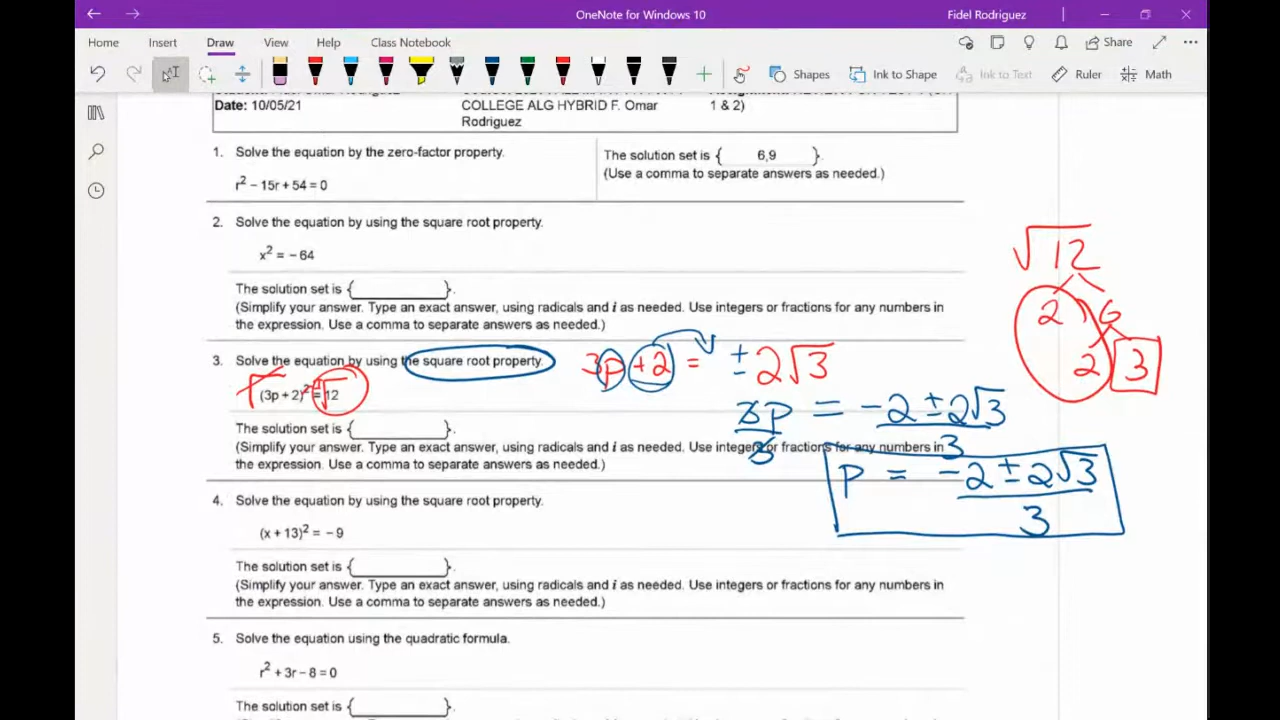 OneNote for Windows 10
Fidel Rodriguez
Home Insert Draw View Help Class Notebook
Share
Shapes Ink to Shape Ink to Text Ruler Math
Date: 10/05/21
COLLEGE ALG HYBRID F. Omar
Rodriguez
1 & 2)
1. Solve the equation by the zero-factor property.
r² − 15r + 54 = 0
The solution set is { 6,9 }.
(Use a comma to separate answers as needed.)
2. Solve the equation by using the square root property.
x² = − 64
The solution set is { }.
(Simplify your answer. Type an exact answer, using radicals and i as needed. Use integers or fractions for any numbers in
the expression. Use a comma to separate answers as needed.)
3. Solve the equation by using the square root property.
(3p + 2)² = 12
The solution set is { }.
(Simplify your answer. Type an exact answer, using radicals and i as needed. Use integers or fractions for any numbers in
the expression. Use a comma to separate answers as needed.)
3p +2 = ± 2√3
3p = -2 ± 2√3
3 3
p = -2 ± 2√3
3
√12
2 6
2 3
4. Solve the equation by using the square root property.
(x + 13)² = − 9
The solution set is { }.
(Simplify your answer. Type an exact answer, using radicals and i as needed. Use integers or fractions for any numbers in
the expression. Use a comma to separate answers as needed.)
5. Solve the equation using the quadratic formula.
r² + 3r − 8 = 0
The solution set is { }.